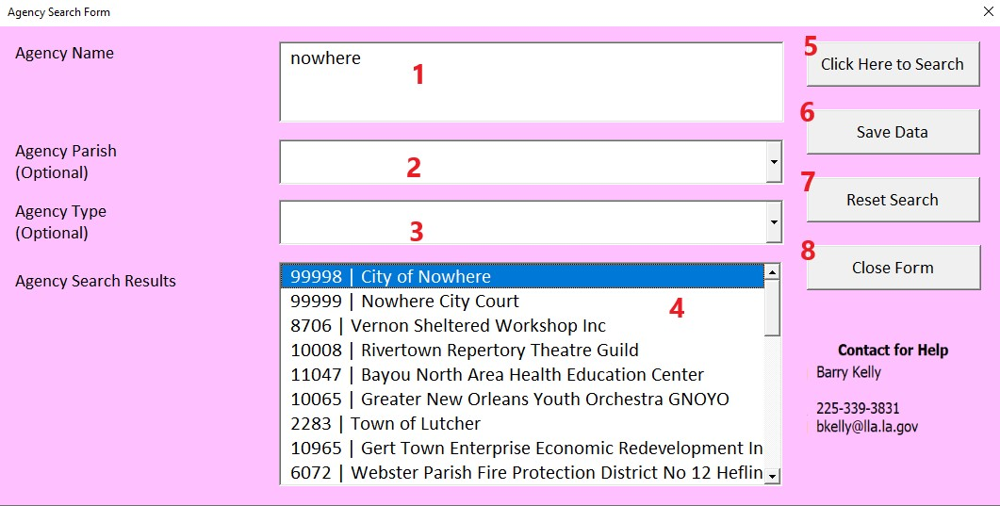 Agency Search Form
Agency Name
nowhere
1
5
Click Here to Search
6
Save Data
Agency Parish
(Optional)
2
7
Reset Search
Agency Type
(Optional)
3
8
Close Form
Agency Search Results
99998 | City of Nowhere
99999 | Nowhere City Court
4
8706 | Vernon Sheltered Workshop Inc
10008 | Rivertown Repertory Theatre Guild
11047 | Bayou North Area Health Education Center
10065 | Greater New Orleans Youth Orchestra GNOYO
2283 | Town of Lutcher
10965 | Gert Town Enterprise Economic Redevelopment In
6072 | Webster Parish Fire Protection District No 12 Heflin
Contact for Help
Barry Kelly
225-339-3831
bkelly@lla.la.gov